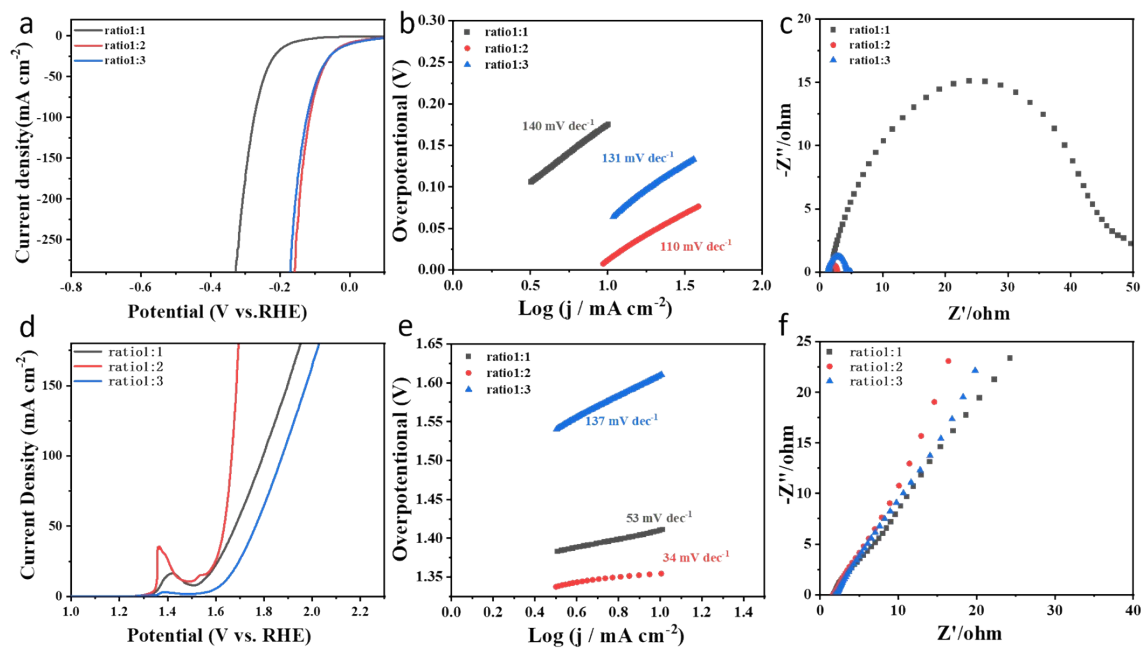 a
ratio1:1
ratio1:2
ratio1:3
Current density(mA cm⁻²)
0
-50
-100
-150
-200
-250
-0.8
-0.6
-0.4
-0.2
0.0
Potential (V vs.RHE)
b
ratio1:1
ratio1:2
ratio1:3
Overpotentional (V)
0.30
0.25
0.20
0.15
0.10
0.05
0.00
140 mV dec⁻¹
131 mV dec⁻¹
110 mV dec⁻¹
0.0
0.5
1.0
1.5
2.0
Log (j / mA cm⁻²)
c
ratio1:1
ratio1:2
ratio1:3
-Z''/ohm
20
15
10
5
0
0
10
20
30
40
50
Z'/ohm
d
ratio1:1
ratio1:2
ratio1:3
Current Density (mA cm⁻²)
150
100
50
0
1.0
1.2
1.4
1.6
1.8
2.0
2.2
Potential (V vs. RHE)
e
ratio1:1
ratio1:2
ratio1:3
Overpotentional (V)
1.65
1.60
1.55
1.50
1.45
1.40
1.35
137 mV dec⁻¹
53 mV dec⁻¹
34 mV dec⁻¹
0.0
0.2
0.4
0.6
0.8
1.0
1.2
1.4
Log (j / mA cm⁻²)
f
ratio1:1
ratio1:2
ratio1:3
-Z''/ohm
25
20
15
10
5
0
0
10
20
30
40
Z'/ohm